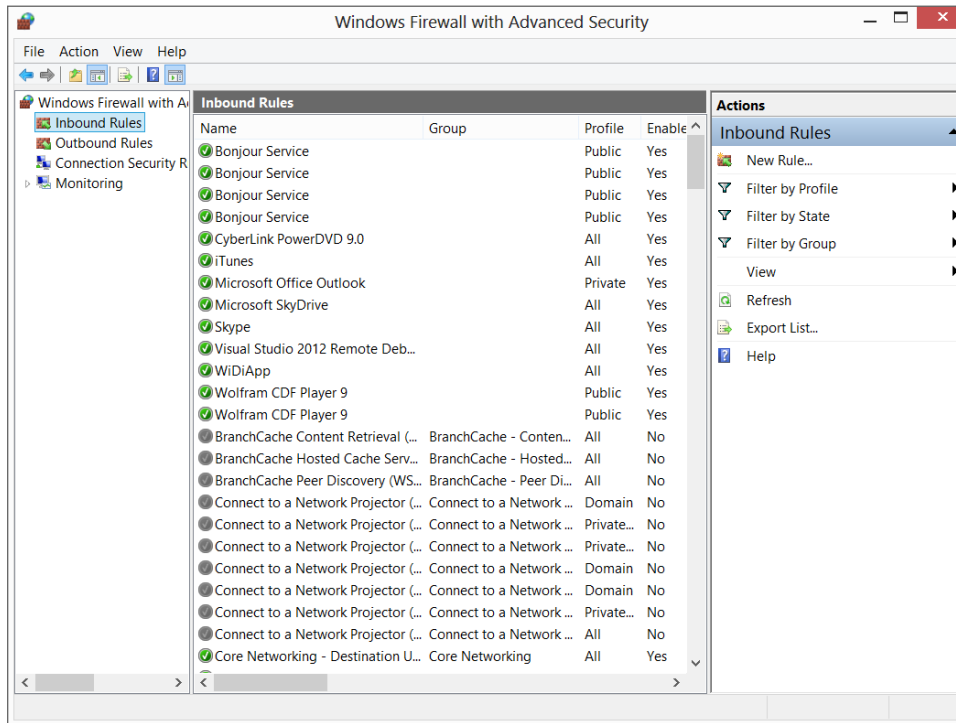 Windows Firewall with Advanced Security
File Action View Help
Windows Firewall with A
Inbound Rules
Outbound Rules
Connection Security R
Monitoring
Inbound Rules
Name Group Profile Enable
Bonjour Service Public Yes
Bonjour Service Public Yes
Bonjour Service Public Yes
Bonjour Service Public Yes
CyberLink PowerDVD 9.0 All Yes
iTunes All Yes
Microsoft Office Outlook Private Yes
Microsoft SkyDrive All Yes
Skype All Yes
Visual Studio 2012 Remote Deb... All Yes
WiDiApp All Yes
Wolfram CDF Player 9 Public Yes
Wolfram CDF Player 9 Public Yes
BranchCache Content Retrieval (... BranchCache - Conten... All No
BranchCache Hosted Cache Serv... BranchCache - Hosted... All No
BranchCache Peer Discovery (WS... BranchCache - Peer Di... All No
Connect to a Network Projector (... Connect to a Network ... Domain No
Connect to a Network Projector (... Connect to a Network ... Private... No
Connect to a Network Projector (... Connect to a Network ... Private... No
Connect to a Network Projector (... Connect to a Network ... Domain No
Connect to a Network Projector (... Connect to a Network ... Domain No
Connect to a Network Projector (... Connect to a Network ... Private... No
Connect to a Network Projector (... Connect to a Network ... All No
Core Networking - Destination U... Core Networking All Yes
Actions
Inbound Rules
New Rule...
Filter by Profile
Filter by State
Filter by Group
View
Refresh
Export List...
Help